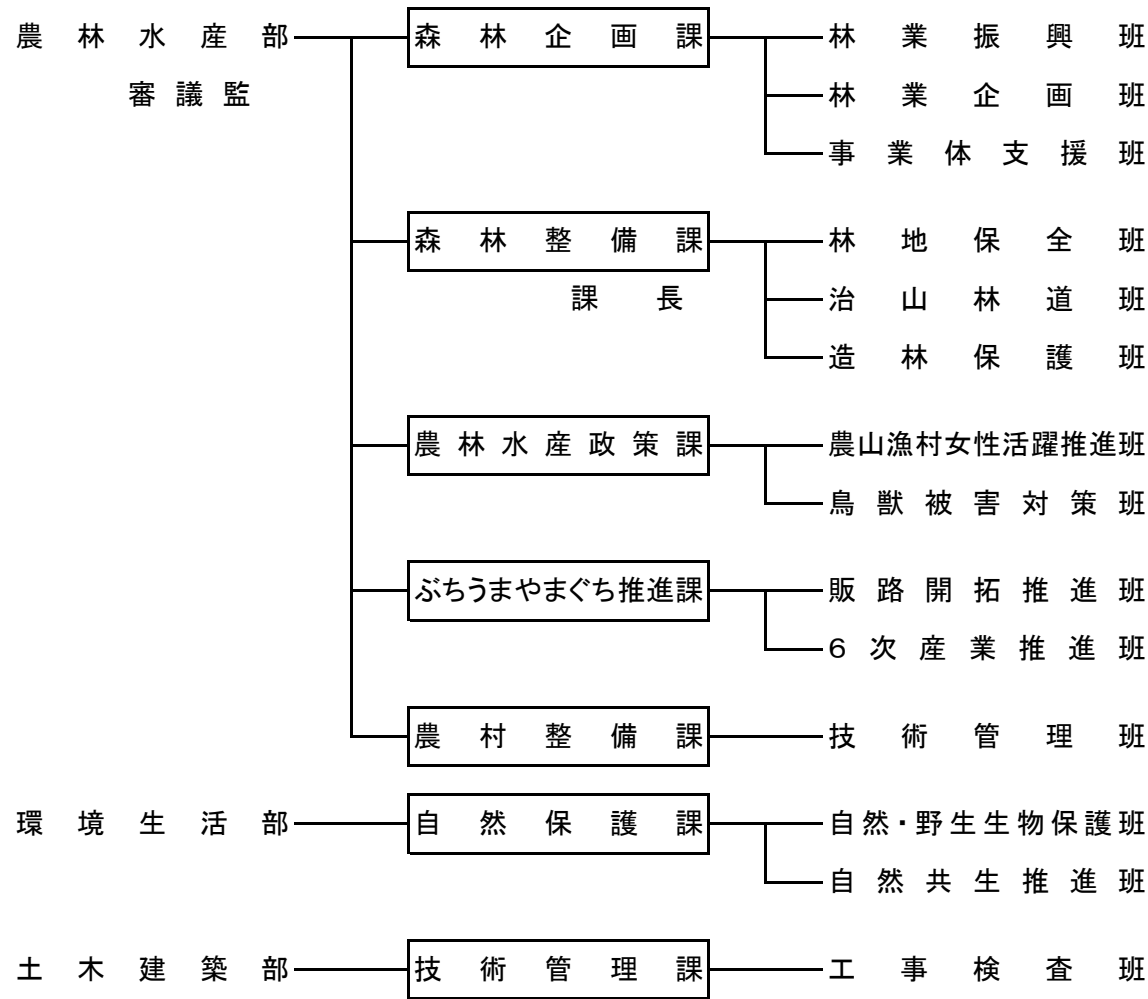 農林水産部 森林企画課 林業振興班
審議監 林業企画班
事業体支援班
森林整備課 林地保全班
課長 治山林道班
造林保護班
農林水産政策課 農山漁村女性活躍推進班
鳥獣被害対策班
ぶちうまやまぐち推進課 販路開拓推進班
6次産業推進班
農村整備課 技術管理班
環境生活部 自然保護課 自然・野生生物保護班
自然共生推進班
土木建築部 技術管理課 工事検査班